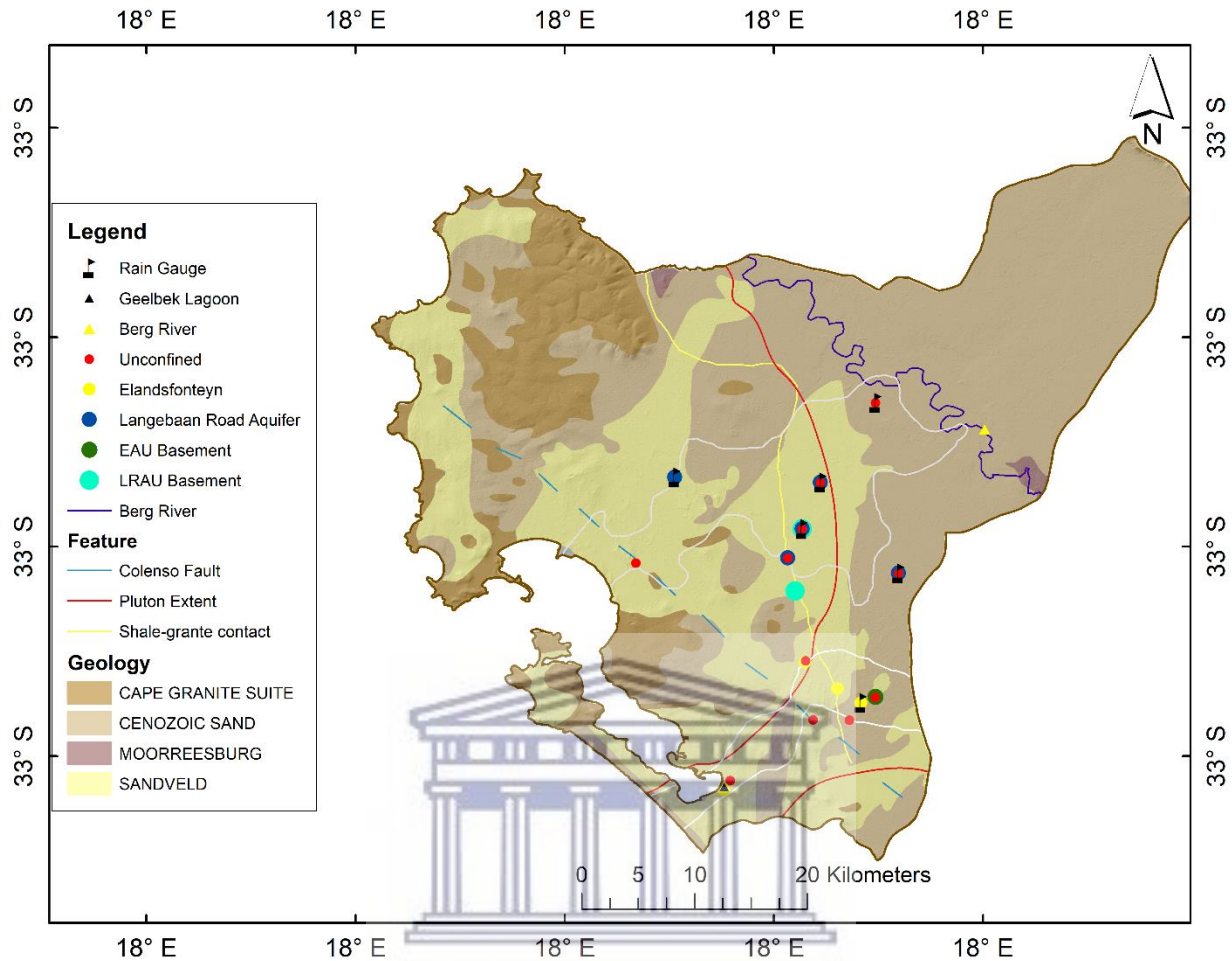 18° E 18° E 18° E 18° E 18° E
33° S 33° S
N
Legend
Rain Gauge
Geelbek Lagoon
Berg River
Unconfined
Elandsfonteyn
Langebaan Road Aquifer
EAU Basement
LRAU Basement
Berg River
Feature
Colenso Fault
Pluton Extent
Shale-grante contact
Geology
CAPE GRANITE SUITE
CENOZOIC SAND
MOORREESBURG
SANDVELD
33° S 33° S
33° S 33° S
33° S 33° S
0 5 10 20 Kilometers
18° E 18° E 18° E 18° E 18° E